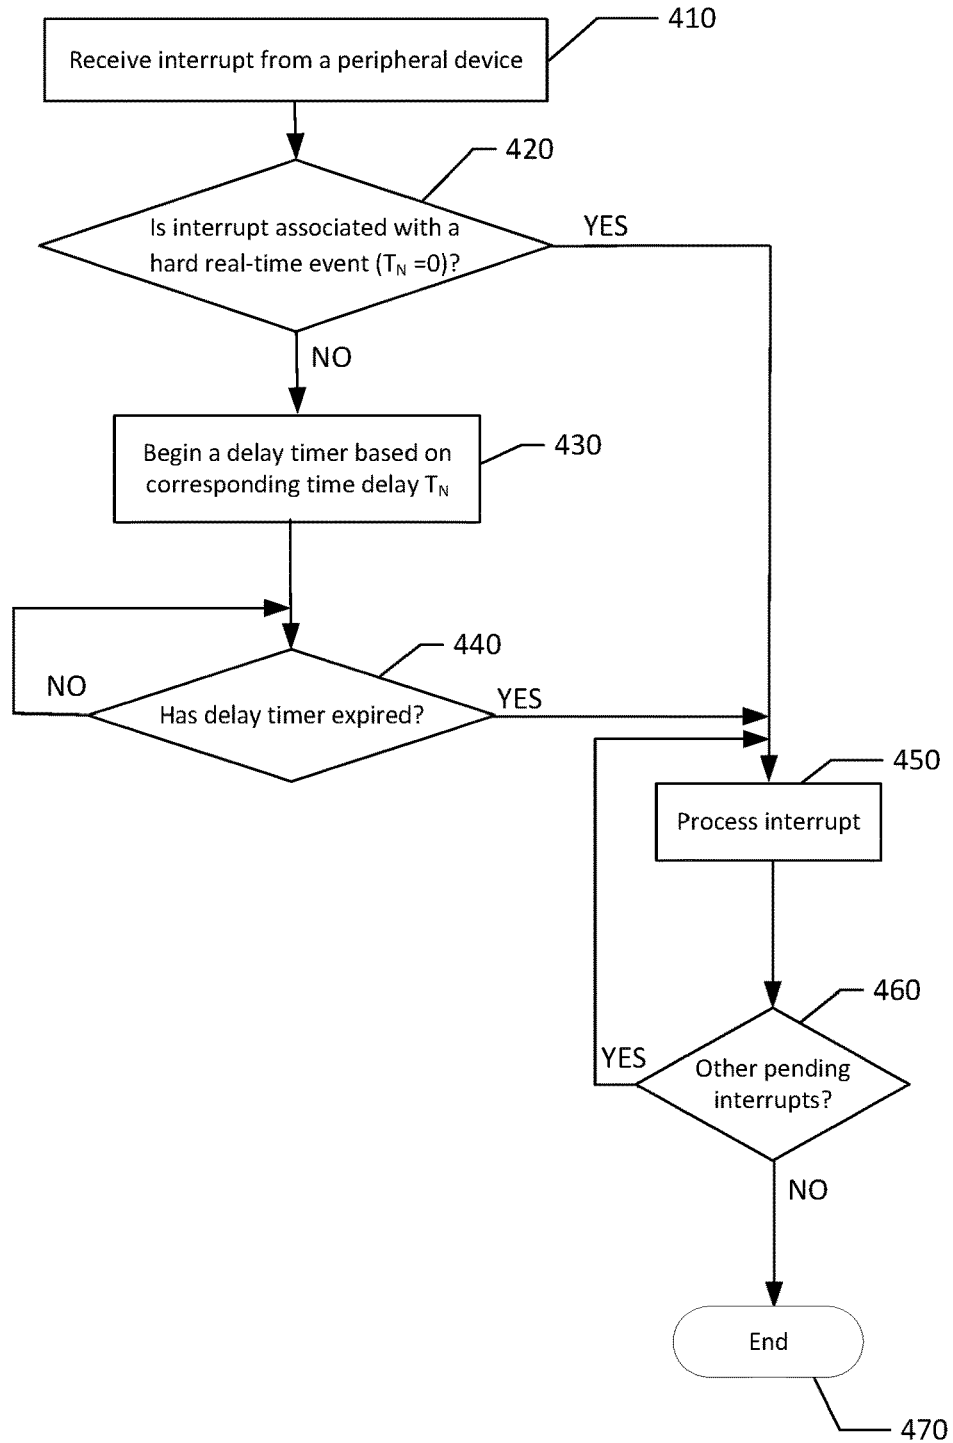 410
Receive interrupt from a peripheral device
420
Is interrupt associated with a
hard real-time event (TN =0)?
YES
NO
430
Begin a delay timer based on
corresponding time delay TN
440
NO
Has delay timer expired?
YES
450
Process interrupt
460
YES
Other pending
interrupts?
NO
End
470